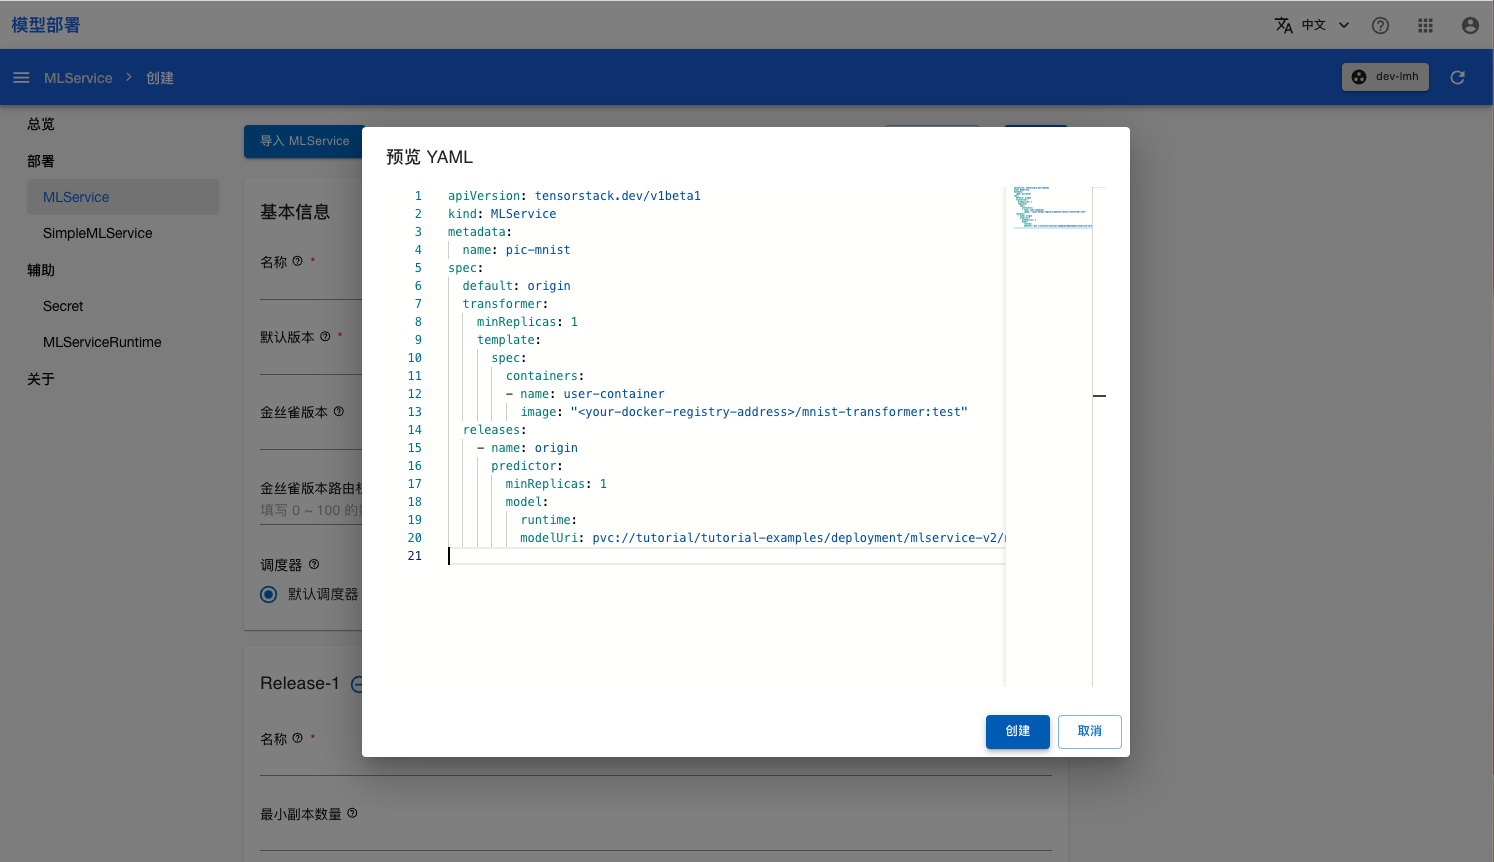 模型部署
中文
MLService
创建
dev-lmh
总览
部署
MLService
SimpleMLService
辅助
Secret
MLServiceRuntime
关于
导入 MLService
基本信息
名称 *
默认版本 *
金丝雀版本
金丝雀版本路由
填写 0 ~ 100 的
调度器
默认调度器
Release-1
名称 *
最小副本数量
预览 YAML
1 apiVersion: tensorstack.dev/v1beta1
2 kind: MLService
3 metadata:
4 name: pic-mnist
5 spec:
6 default: origin
7 transformer:
8 minReplicas: 1
9 template:
10 spec:
11 containers:
12 - name: user-container
13 image: "<your-docker-registry-address>/mnist-transformer:test"
14 releases:
15 - name: origin
16 predictor:
17 minReplicas: 1
18 model:
19 runtime:
20 modelUri: pvc://tutorial/tutorial-examples/deployment/mlservice-v2/
21
创建
取消